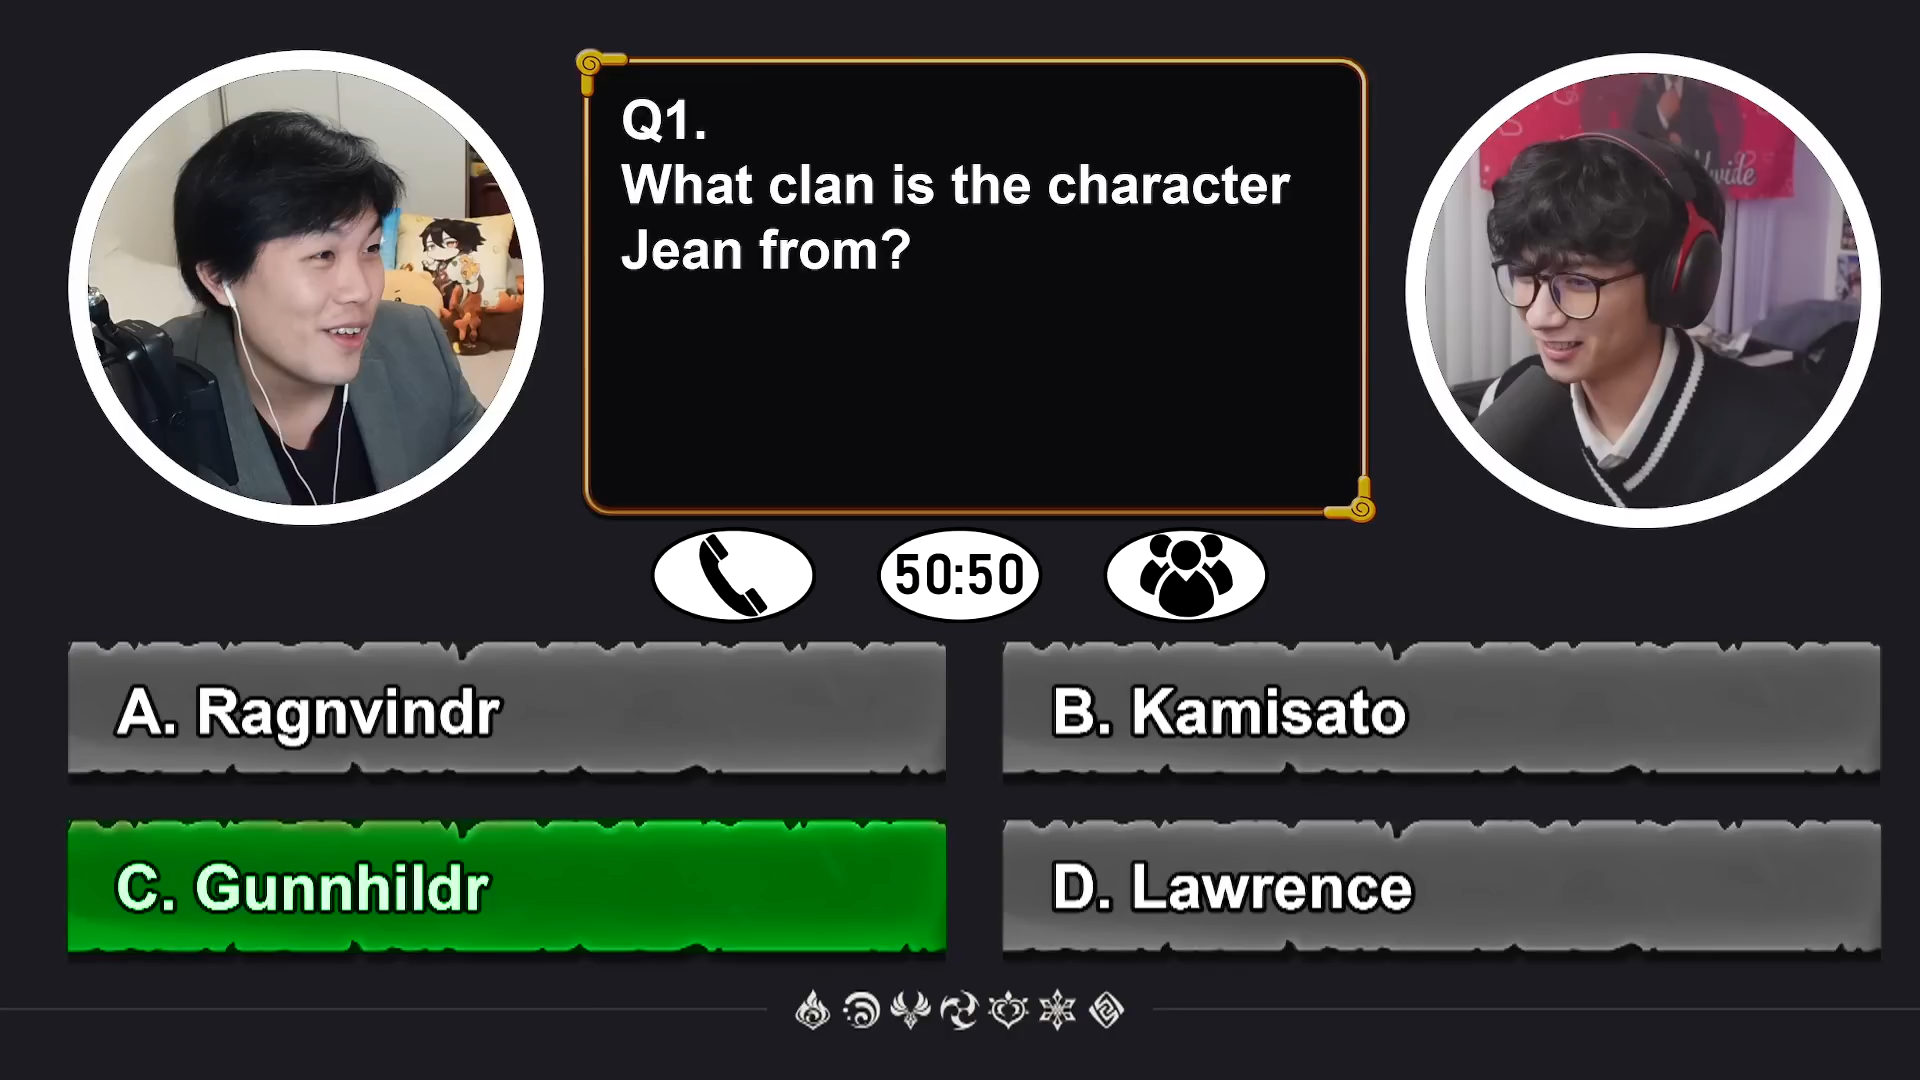 Q1.
What clan is the character
Jean from?
50:50
A. Ragnvindr
B. Kamisato
C. Gunnhildr
D. Lawrence